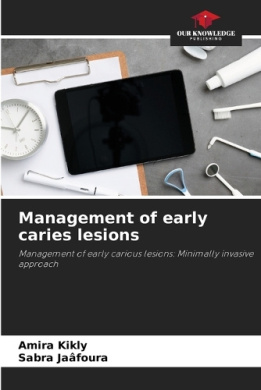 OUR KNOWLEDGE
PUBLISHING
Management of early
caries lesions
Management of early carious lesions: Minimally invasive
approach
Amira Kikly
Sabra Jaâfoura